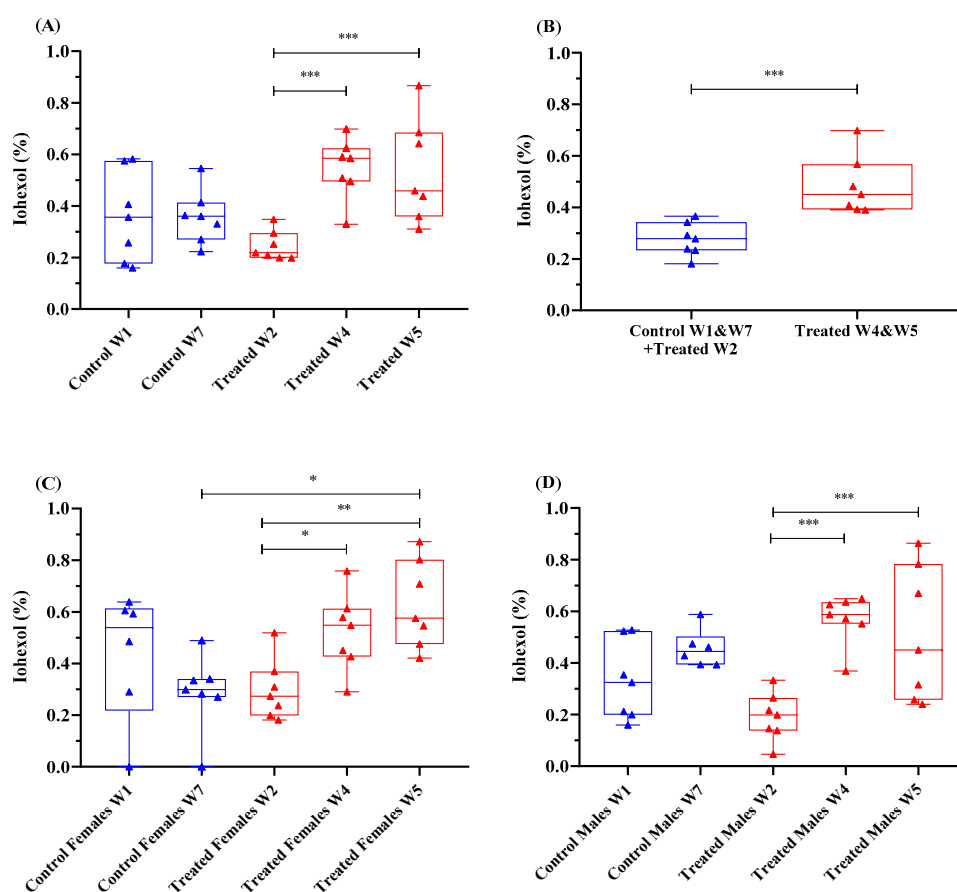 (A)
Iohexol (%)
1.0
0.8
0.6
0.4
0.2
0.0
***
***
Control W1
Control W7
Treated W2
Treated W4
Treated W5
(B)
Iohexol (%)
1.0
0.8
0.6
0.4
0.2
0.0
***
Control W1&W7
+Treated W2
Treated W4&W5
(C)
Iohexol (%)
1.0
0.8
0.6
0.4
0.2
0.0
*
**
*
Control Females W1
Control Females W7
Treated Females W2
Treated Females W4
Treated Females W5
(D)
Iohexol (%)
1.0
0.8
0.6
0.4
0.2
0.0
***
***
Control Males W1
Control Males W7
Treated Males W2
Treated Males W4
Treated Males W5